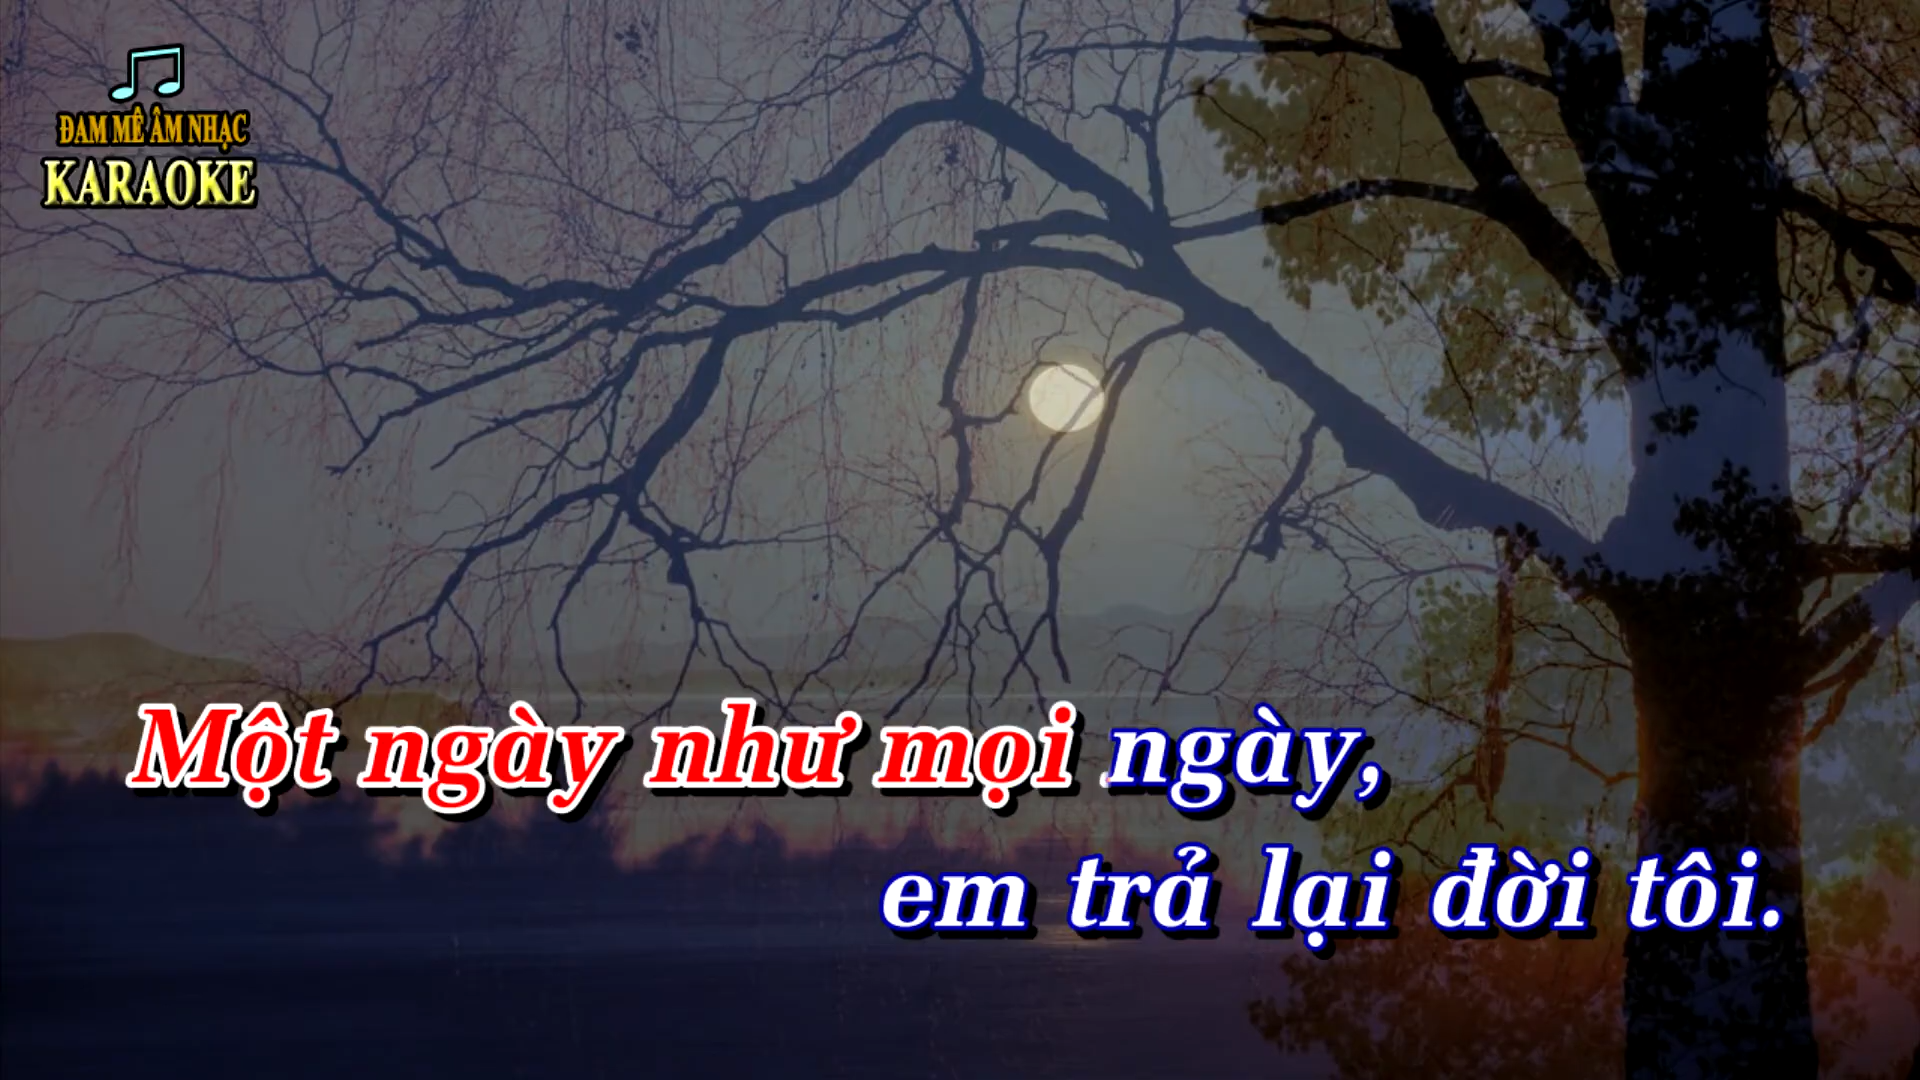 ĐAM MÊ ÂM NHẠC
KARAOKE
Một ngày như mọi ngày,
em trả lại đời tôi.